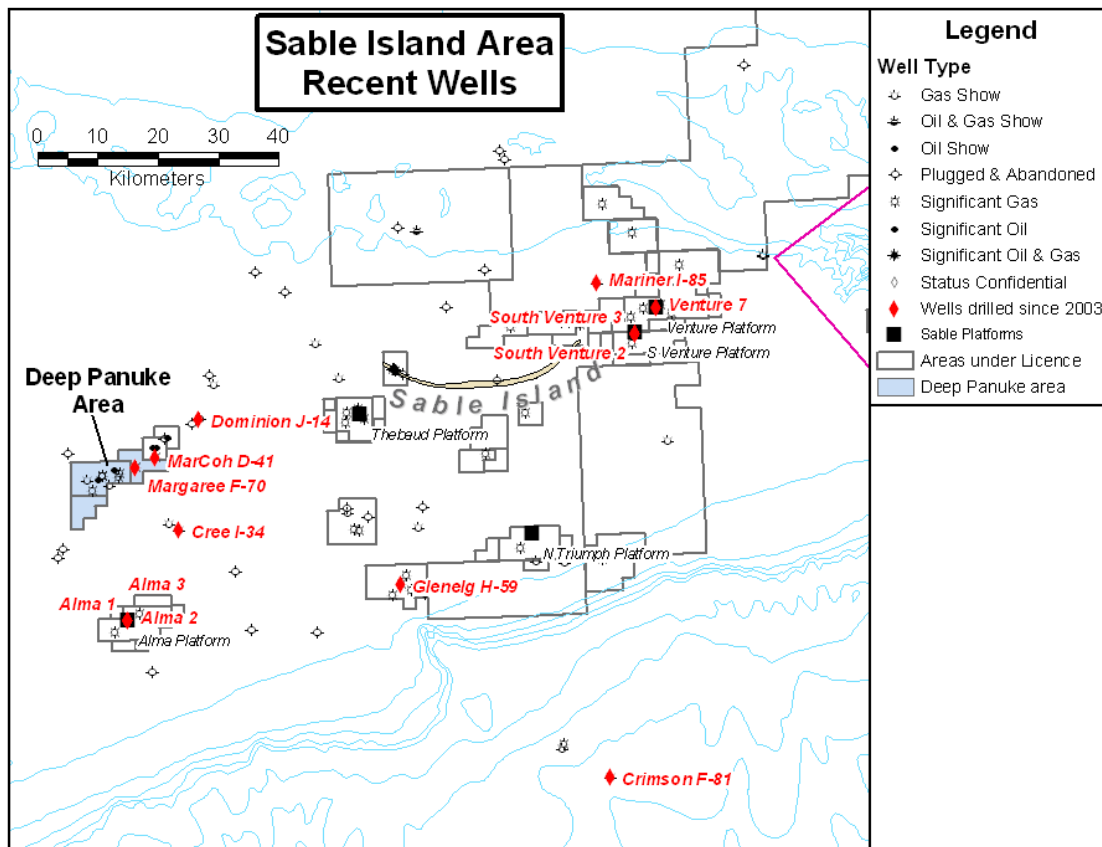 Sable Island Area
Recent Wells
0 10 20 30 40
Kilometers
Mariner I-85
South Venture 3
Venture 7
Venture Platform
South Venture 2
S Venture Platform
Sable Island
Deep Panuke
Area
Dominion J-14
Thebaud Platform
MarCoh D-41
Margaree F-70
Cree I-34
N.Triumph Platform
Alma 3
Glenelg H-59
Alma 1
Alma 2
Alma Platform
Crimson F-81
Legend
Well Type
Gas Show
Oil & Gas Show
Oil Show
Plugged & Abandoned
Significant Gas
Significant Oil
Significant Oil & Gas
Status Confidential
Wells drilled since 2003
Sable Platforms
Areas under Licence
Deep Panuke area